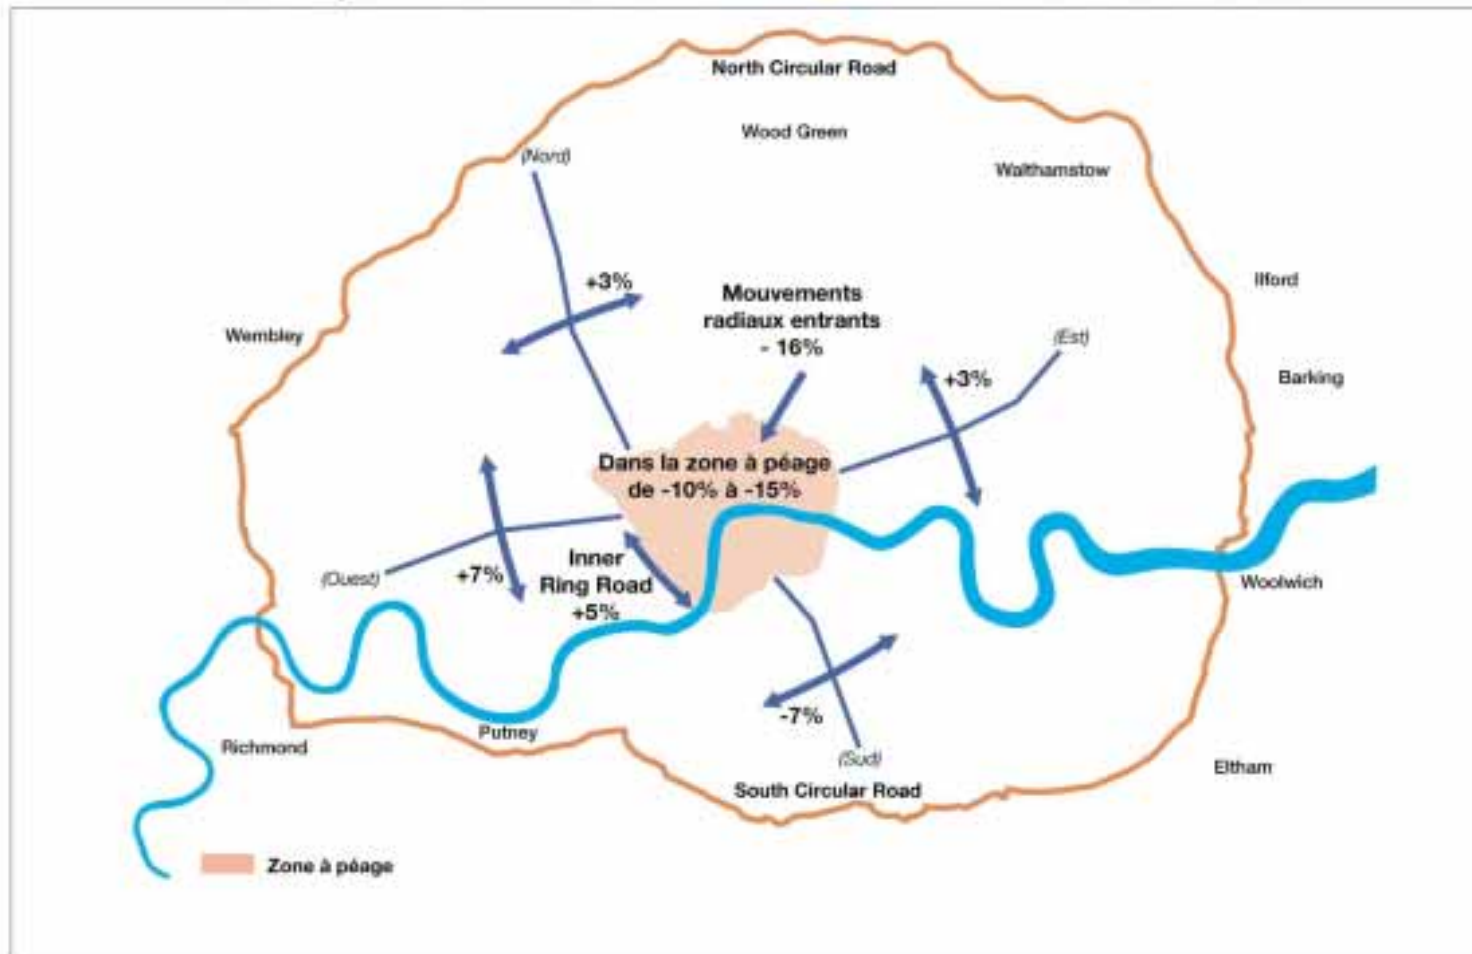 North Circular Road
Wood Green
(Nord)
Walthamstow
+3%
Ilford
Mouvements
radiaux entrants
- 16%
Wembley
(Est)
+3%
Barking
Dans la zone à péage
de -10% à -15%
Inner
Ring Road
+5%
(Ouest)
+7%
Woolwich
-7%
Putney
Richmond
(Sud)
Eltham
South Circular Road
Zone à péage